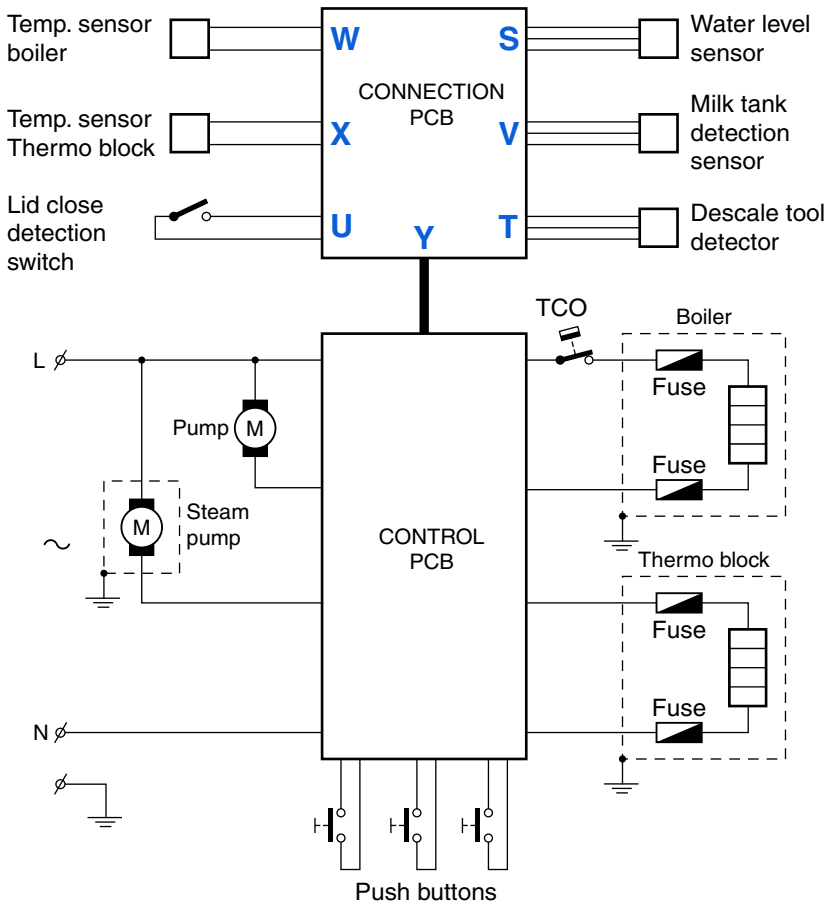 Temp. sensor
boiler
W
S
Water level
sensor
CONNECTION
PCB
Temp. sensor
Thermo block
X
V
Milk tank
detection
sensor
Lid close
detection
switch
U
Y
T
Descale tool
detector
TCO
Boiler
L
Fuse
Pump
M
Fuse
Steam
pump
M
CONTROL
PCB
Thermo block
Fuse
Fuse
N
Push buttons